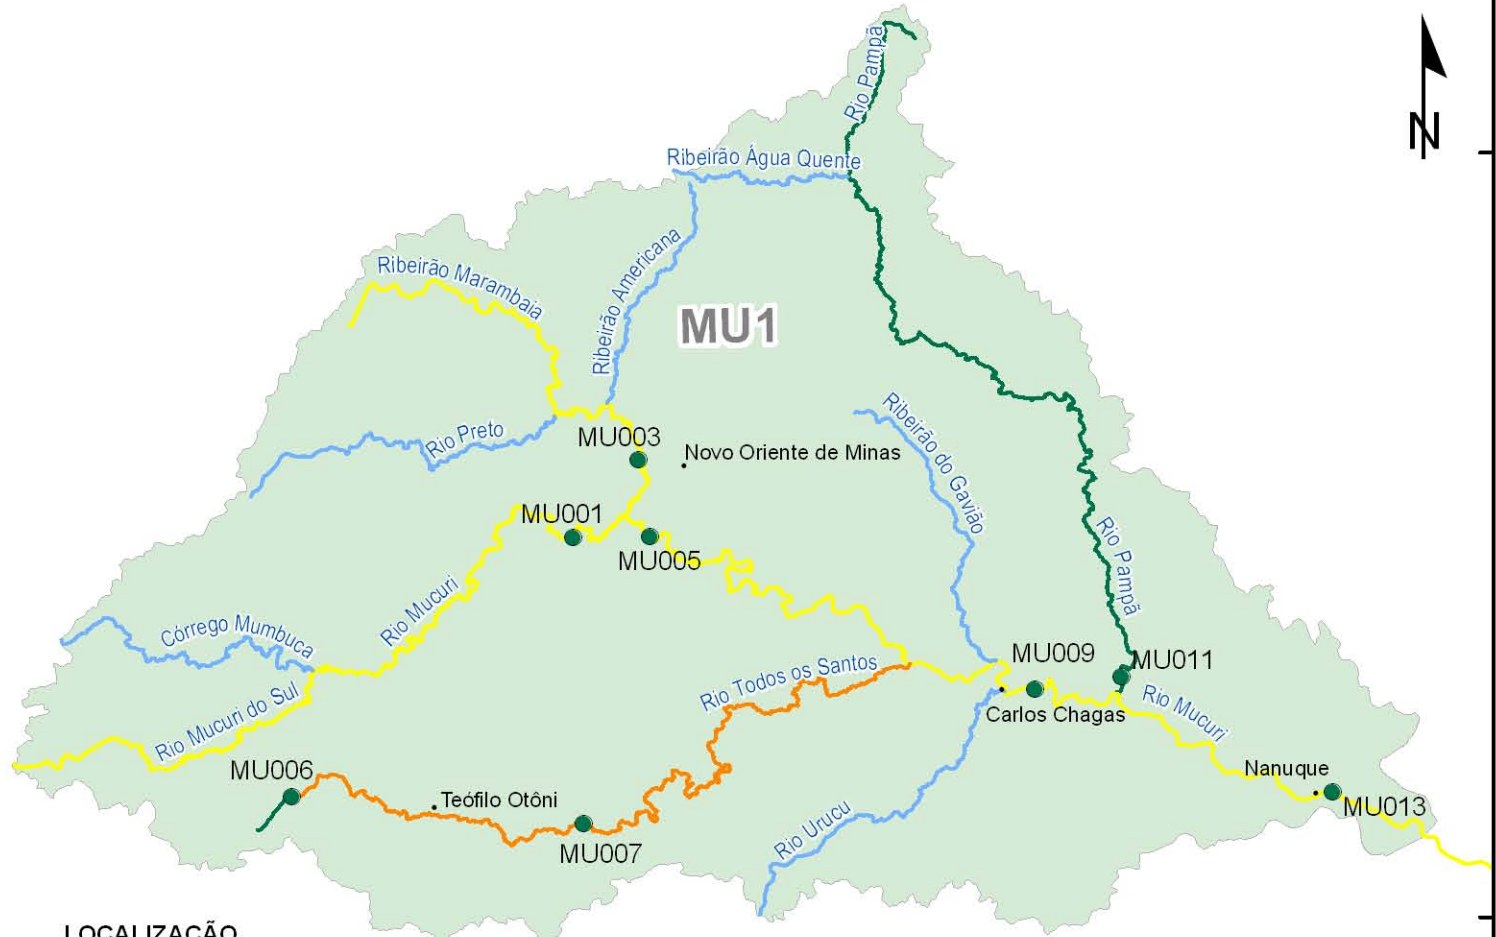 Rio Pampã
N
Ribeirão Água Quente
Ribeirão Americana
Ribeirão Marambaia
MU1
Ribeirão do Gavião
Rio Preto
MU003
Novo Oriente de Minas
MU001
MU005
Rio Pampã
Rio Mucuri
Córrego Mumbuca
MU009
MU011
Rio Todos os Santos
Rio Mucuri do Sul
Carlos Chagas
Rio Mucuri
MU006
Nanuque
Teófilo Otôni
MU013
Rio Urucu
MU007
LOCALIZAÇÃO